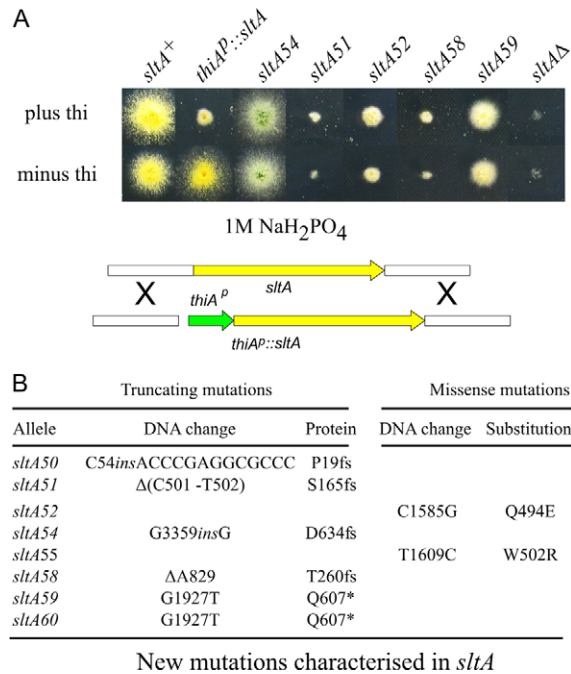 A
sltA+ thiAp::sltA sltA54 sltA51 sltA52 sltA58 sltA59 sltAΔ
plus thi
minus thi
1M NaH2PO4
X sltA X
thiA p
thiAp::sltA
B
Truncating mutations Missense mutations
Allele DNA change Protein DNA change Substitution
sltA50 C54insACCCGAGGCGCCC P19fs
sltA51 Δ(C501 -T502) S165fs
sltA52 C1585G Q494E
sltA54 G3359insG D634fs
sltA55 T1609C W502R
sltA58 ΔA829 T260fs
sltA59 G1927T Q607*
sltA60 G1927T Q607*
New mutations characterised in sltA